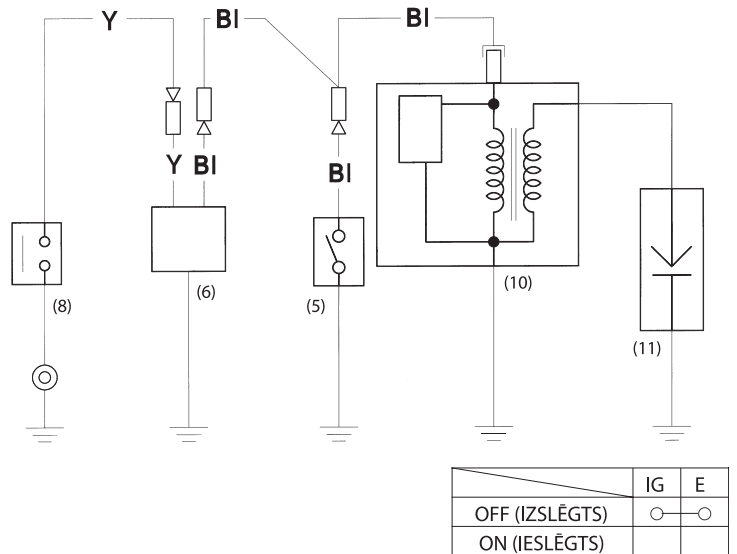 Y
Bl
Bl
Y Bl
Bl
(8)
(6)
(5)
(10)
(11)
IG E
OFF (IZSLĒGTS)
ON (IESLĒGTS)